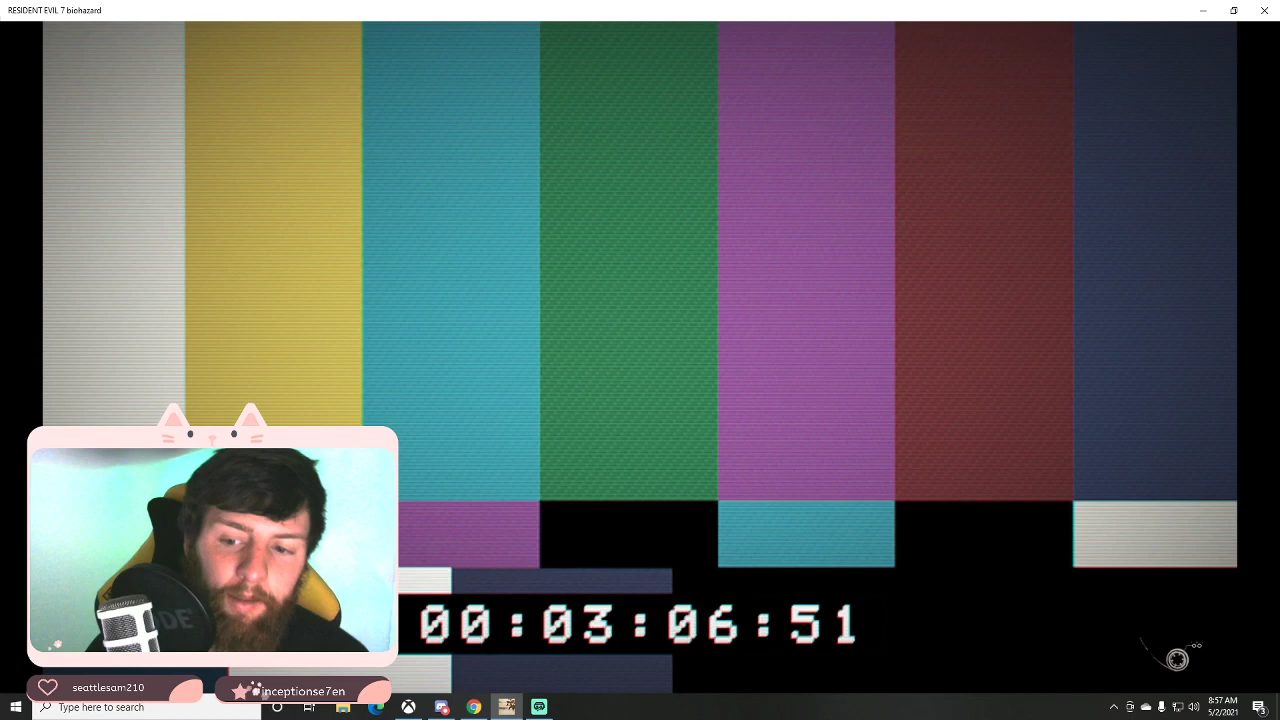 RESIDENT EVIL 7 biohazard
00:03:06:51
seattlesam210
inceptionse7en
Type here to search
8:57 AM
5/2/2021